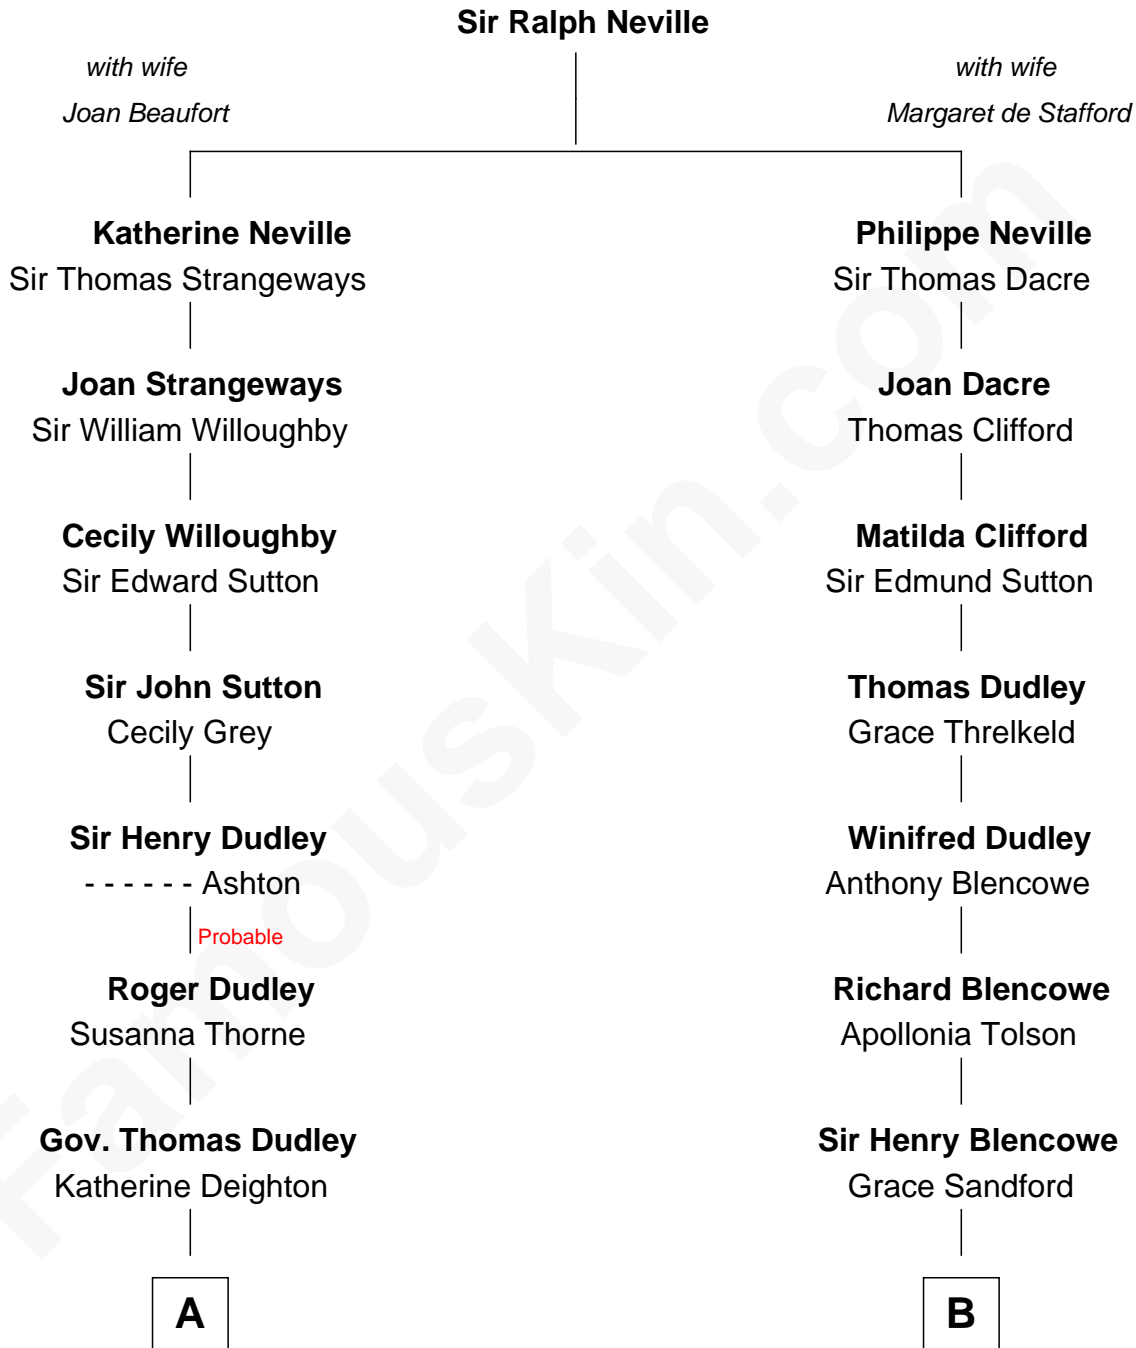 Sir Ralph Neville
with wife
Joan Beaufort
with wife
Margaret de Stafford
Katherine Neville
Sir Thomas Strangeways
Philippe Neville
Sir Thomas Dacre
Joan Strangeways
Sir William Willoughby
Joan Dacre
Thomas Clifford
Cecily Willoughby
Sir Edward Sutton
Matilda Clifford
Sir Edmund Sutton
Sir John Sutton
Cecily Grey
Thomas Dudley
Grace Threlkeld
Sir Henry Dudley
- - - - - - Ashton
Winifred Dudley
Anthony Blencowe
Probable
Roger Dudley
Susanna Thorne
Richard Blencowe
Apollonia Tolson
Gov. Thomas Dudley
Katherine Deighton
Sir Henry Blencowe
Grace Sandford
A
B
FamousKin.com